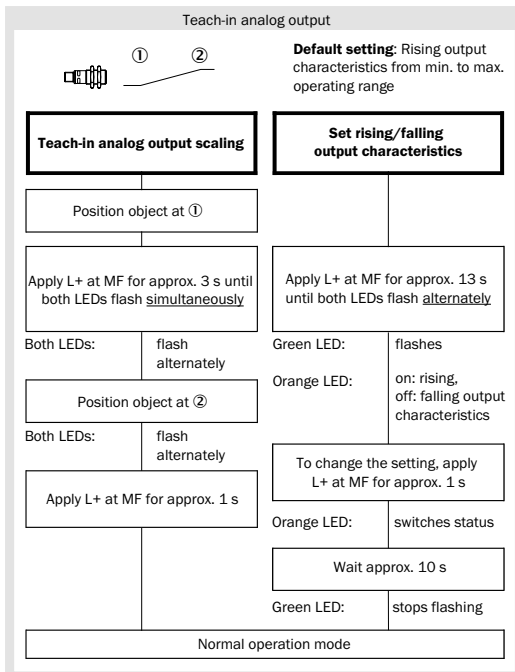 Teach-in analog output
① ②
Default setting: Rising output
characteristics from min. to max.
operating range
Teach-in analog output scaling
Position object at ①
Apply L+ at MF for approx. 3 s until
both LEDs flash simultaneously
Both LEDs: flash
alternately
Position object at ②
Both LEDs: flash
alternately
Apply L+ at MF for approx. 1 s
Set rising/falling
output characteristics
Apply L+ at MF for approx. 13 s
until both LEDs flash alternately
Green LED: flashes
Orange LED: on: rising,
off: falling output
characteristics
To change the setting, apply
L+ at MF for approx. 1 s
Orange LED: switches status
Wait approx. 10 s
Green LED: stops flashing
Normal operation mode